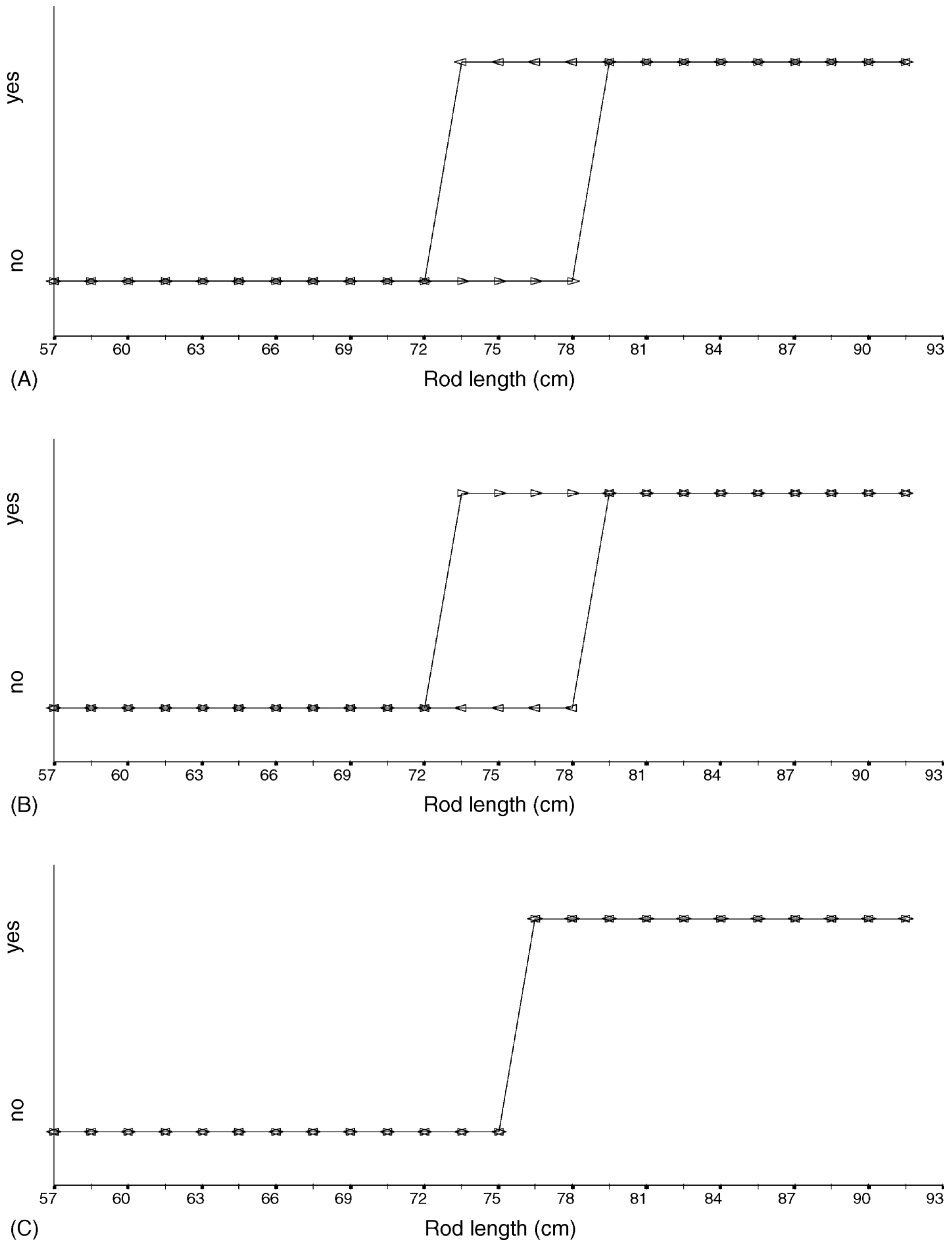 yes
no
57 60 63 66 69 72 75 78 81 84 87 90 93
(A) Rod length (cm)
yes
no
57 60 63 66 69 72 75 78 81 84 87 90 93
(B) Rod length (cm)
yes
no
57 60 63 66 69 72 75 78 81 84 87 90 93
(C) Rod length (cm)